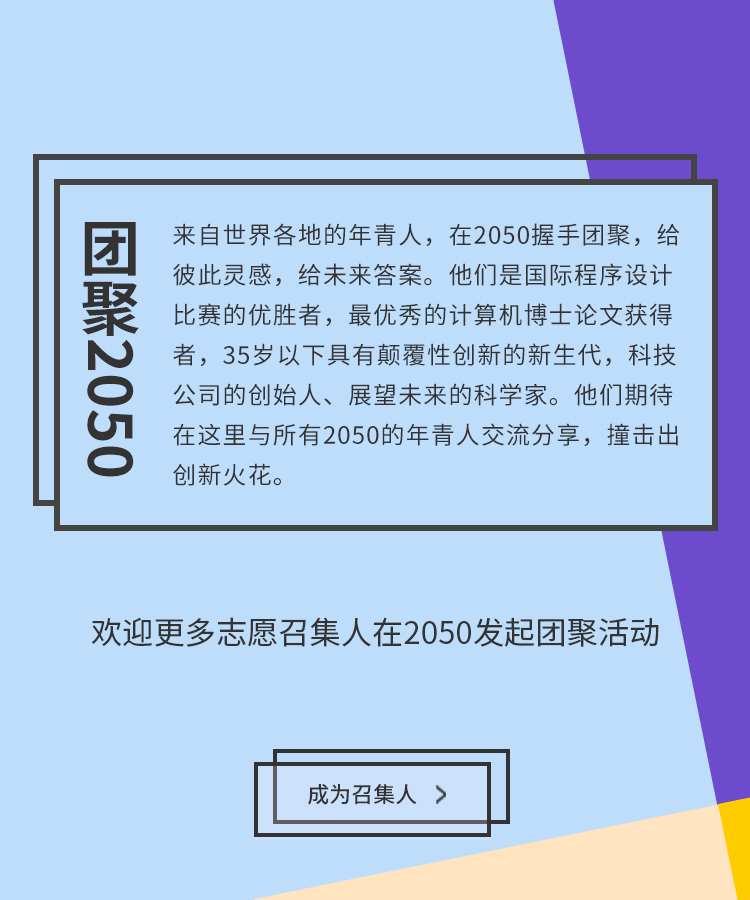 团聚2050
来自世界各地的年青人，在2050握手团聚，给
彼此灵感，给未来答案。他们是国际程序设计
比赛的优胜者，最优秀的计算机博士论文获得
者，35岁以下具有颠覆性创新的新生代，科技
公司的创始人、展望未来的科学家。他们期待
在这里与所有2050的年青人交流分享，撞击出
创新火花。
欢迎更多志愿召集人在2050发起团聚活动
成为召集人 >